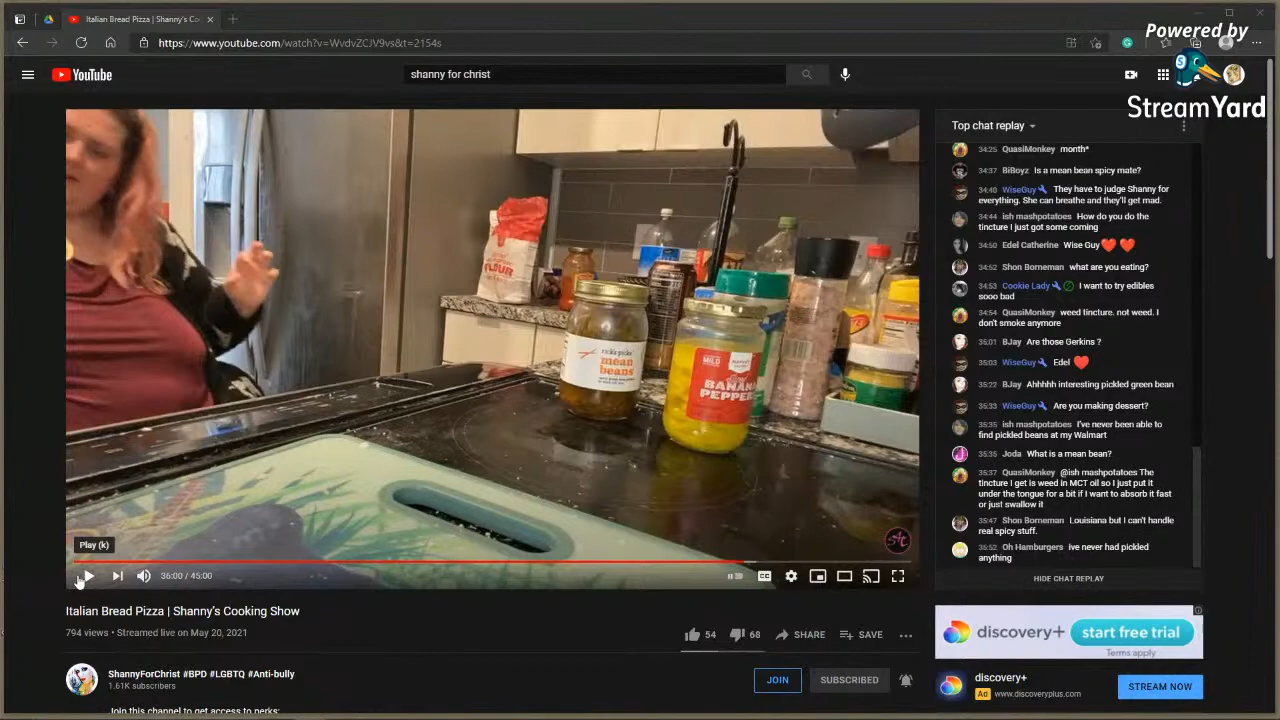 Italian Bread Pizza | Shanny's Co
https://www.youtube.com/watch?v=WvdvZCJV9vs&t=2154s
Powered by
StreamYard
YouTube
shanny for christ
Top chat replay
34:25 QuasiMonkey month*
34:37 BiBoyz Is a mean bean spicy mate?
34:40 WiseGuy They have to judge Shanny for
everything. She can breathe and they'll get mad.
34:44 ish mashpotatoes How do you do the
tincture I just got some coming
34:50 Edel Catherine Wise Guy
34:52 Shon Borneman what are you eating?
34:53 Cookie Lady I want to try edibles
sooo bad
34:54 QuasiMonkey weed tincture. not weed. I
don't smoke anymore
35:01 BJay Are those Gerkins ?
35:03 WiseGuy Edel
35:22 BJay Ahhhhh interesting pickled green bean
35:33 WiseGuy Are you making dessert?
35:35 ish mashpotatoes I've never been able to
find pickled beans at my Walmart
35:35 Joda What is a mean bean?
35:37 QuasiMonkey @ish mashpotatoes The
tincture I get is weed in MCT oil so I just put it
under the tongue for a bit if I want to absorb it fast
or just swallow it
35:47 Shon Borneman Louisiana but I can't handle
real spicy stuff.
35:52 Oh Hamburgers ive never had pickled
anything
HIDE CHAT REPLAY
FLOUR
rick's picks
mean
beans
MILD
BANANA
PEPPERS
Play (k)
36:00 / 45:00
CC
Italian Bread Pizza | Shanny's Cooking Show
794 views • Streamed live on May 20, 2021
54
68
SHARE
SAVE
ShannyForChrist #BPD #LGBTQ #Anti-bully
1.61K subscribers
JOIN
SUBSCRIBED
Join this channel to get access to perks:
discovery+
start free trial
Terms apply
discovery+
Ad www.discoveryplus.com
STREAM NOW